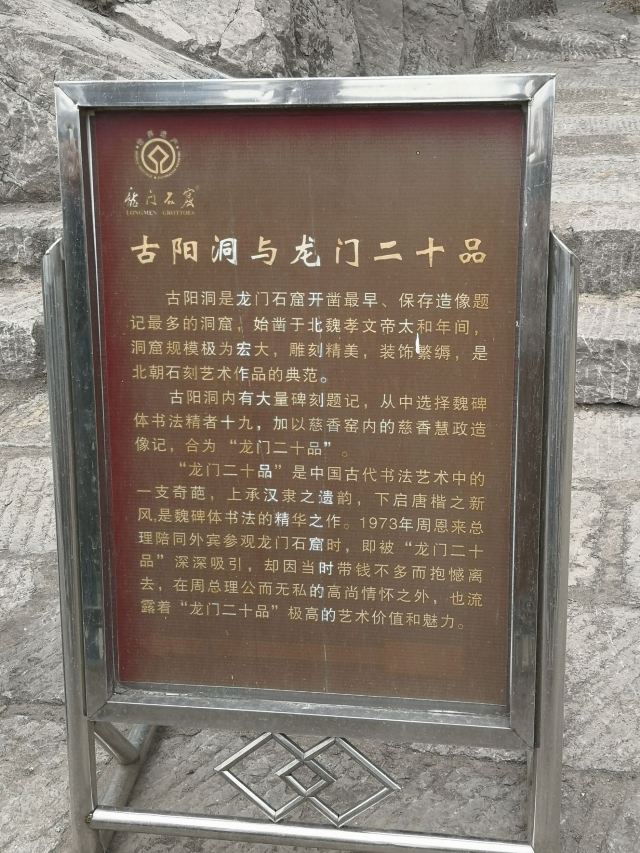 龙门石窟
LONGMEN GROTTOES
古阳洞与龙门二十品
古阳洞是龙门石窟开凿最早、保存造像题
记最多的洞窟，始凿于北魏孝文帝太和年间，
洞窟规模极为宏大，雕刻精美，装饰繁缛，是
北朝石刻艺术作品的典范。
古阳洞内有大量碑刻题记，从中选择魏碑
体书法精者十九，加以慈香窑内的慈香慧政造
像记，合为“龙门二十品”。
“龙门二十品”是中国古代书法艺术中的
一支奇葩，上承汉隶之遗韵，下启唐楷之新
风，是魏碑体书法的精华之作。1973年周恩来总
理陪同外宾参观龙门石窟时，即被“龙门二十
品”深深吸引，却因当时带钱不多而抱憾离
去，在周总理公而无私的高尚情怀之外，也流
露着“龙门二十品”极高的艺术价值和魅力。